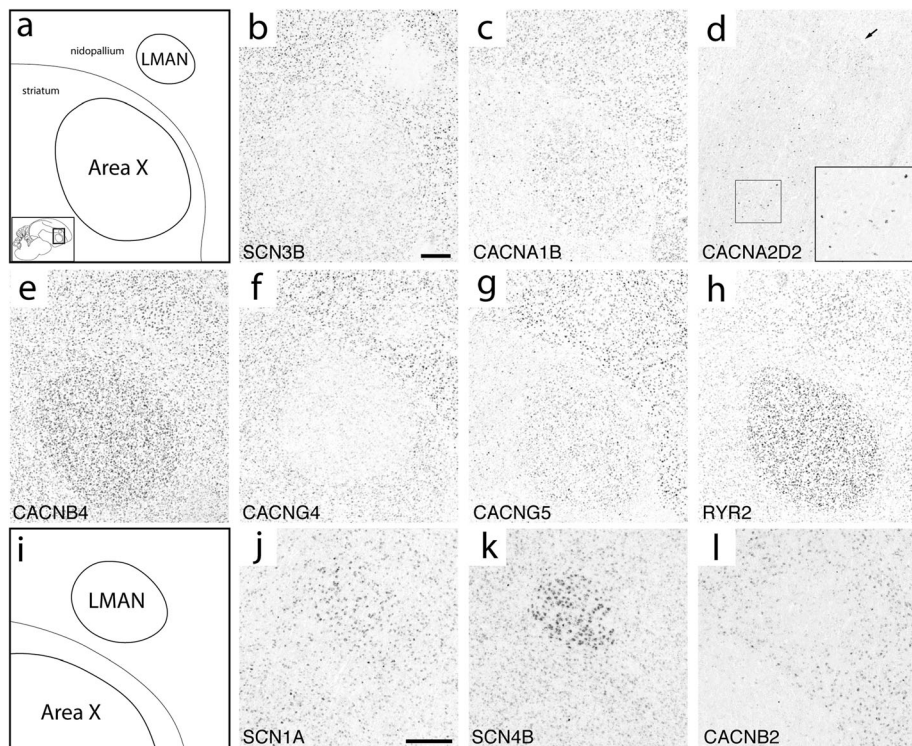 a
nidopallium
LMAN
striatum
Area X
b
SCN3B
c
CACNA1B
d
CACNA2D2
e
CACNB4
f
CACNG4
g
CACNG5
h
RYR2
i
LMAN
Area X
j
SCN1A
k
SCN4B
l
CACNB2